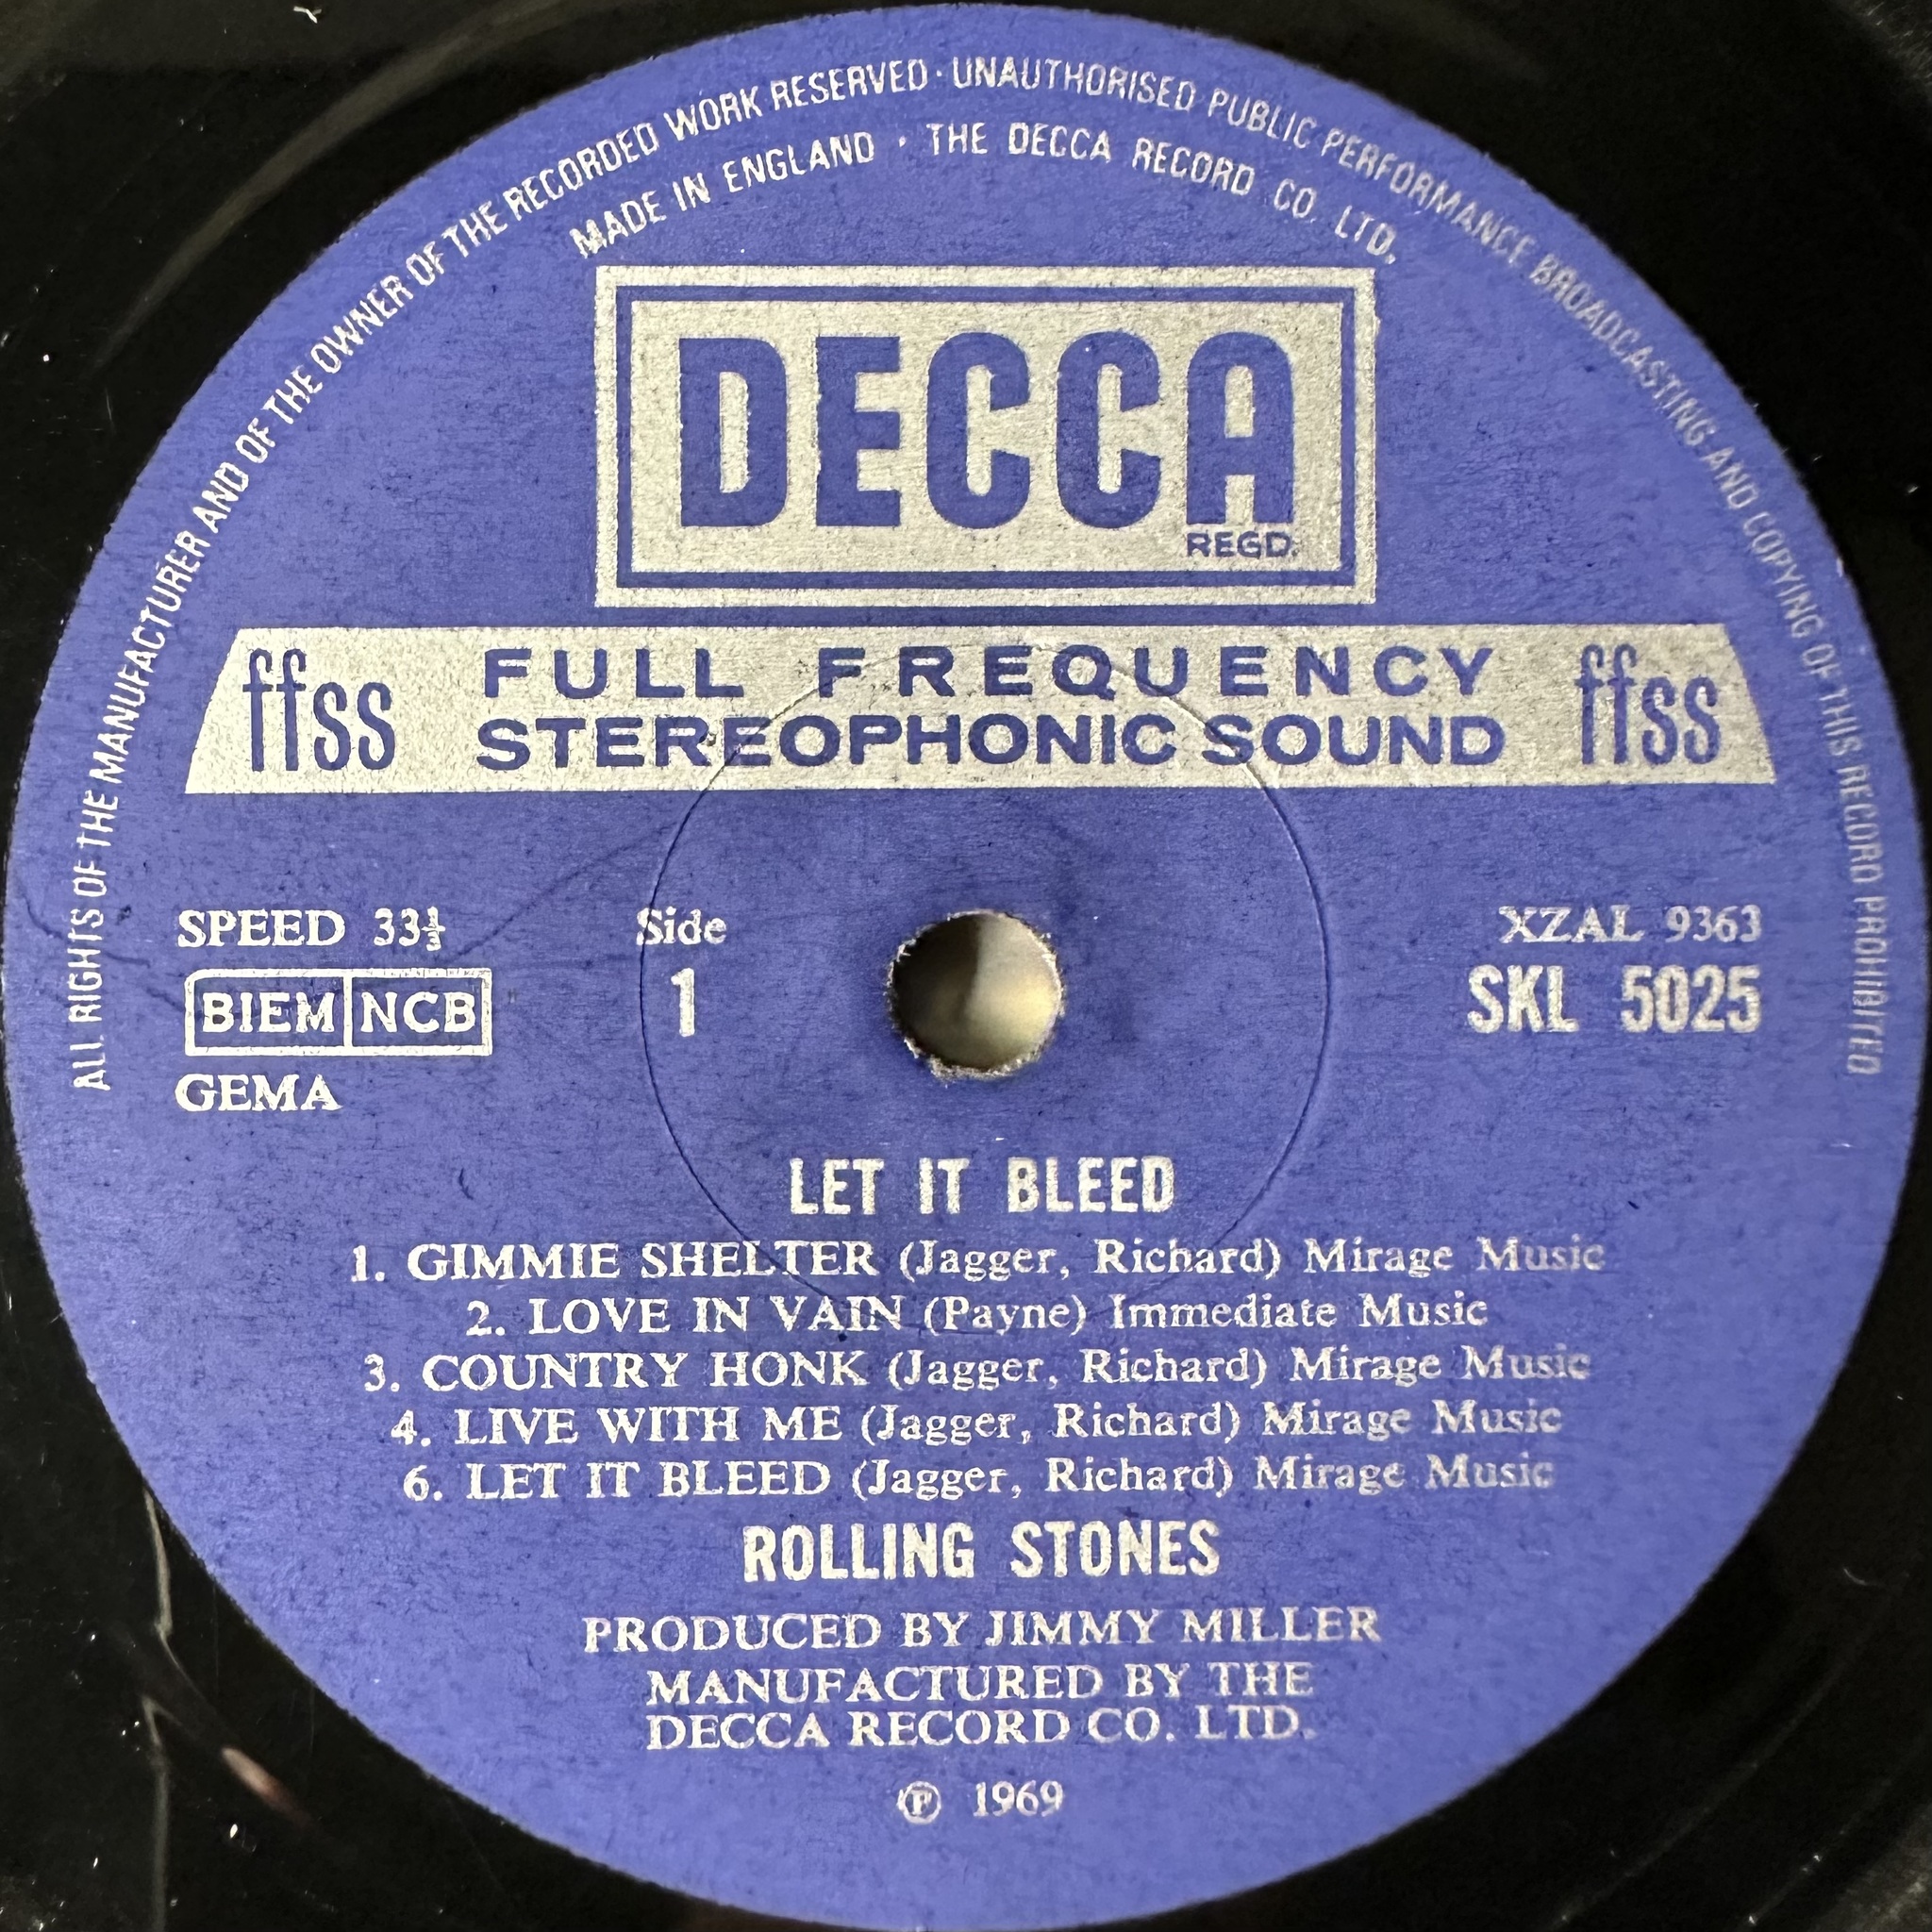 ALL RIGHTS OF THE MANUFACTURER AND OF THE OWNER OF THE RECORDED WORK RESERVED · UNAUTHORISED PUBLIC PERFORMANCE BROADCASTING AND COPYING OF THIS RECORD PROHIBITED
MADE IN ENGLAND · THE DECCA RECORD CO. LTD.
DECCA
REGD.
ffss FULL FREQUENCY ffss
STEREOPHONIC SOUND
SPEED 33⅓ Side XZAL 9363
BIEM NCB 1 SKL 5025
GEMA
LET IT BLEED
1. GIMMIE SHELTER (Jagger, Richard) Mirage Music
2. LOVE IN VAIN (Payne) Immediate Music
3. COUNTRY HONK (Jagger, Richard) Mirage Music
4. LIVE WITH ME (Jagger, Richard) Mirage Music
6. LET IT BLEED (Jagger, Richard) Mirage Music
ROLLING STONES
PRODUCED BY JIMMY MILLER
MANUFACTURED BY THE
DECCA RECORD CO. LTD.
℗ 1969